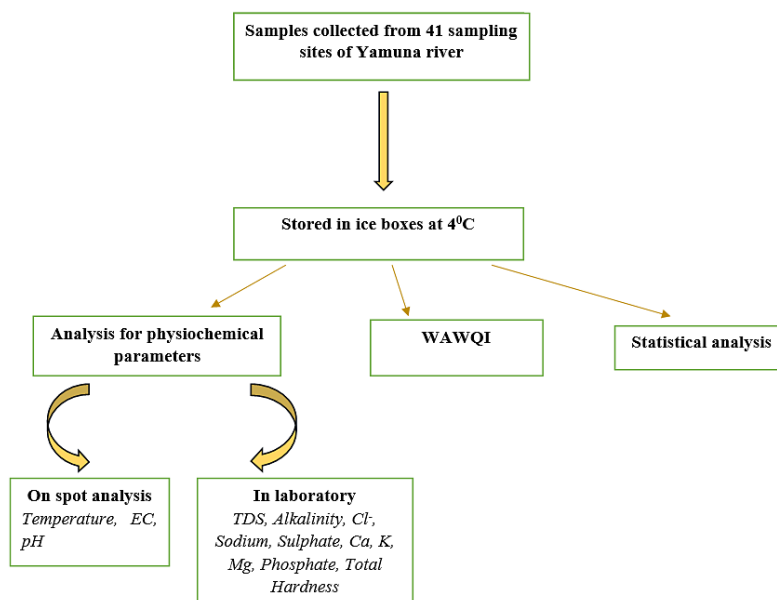 Samples collected from 41 sampling
sites of Yamuna river
Stored in ice boxes at 4⁰C
Analysis for physiochemical
parameters
WAWQI
Statistical analysis
On spot analysis
Temperature, EC,
pH
In laboratory
TDS, Alkalinity, Cl⁻,
Sodium, Sulphate, Ca, K,
Mg, Phosphate, Total
Hardness